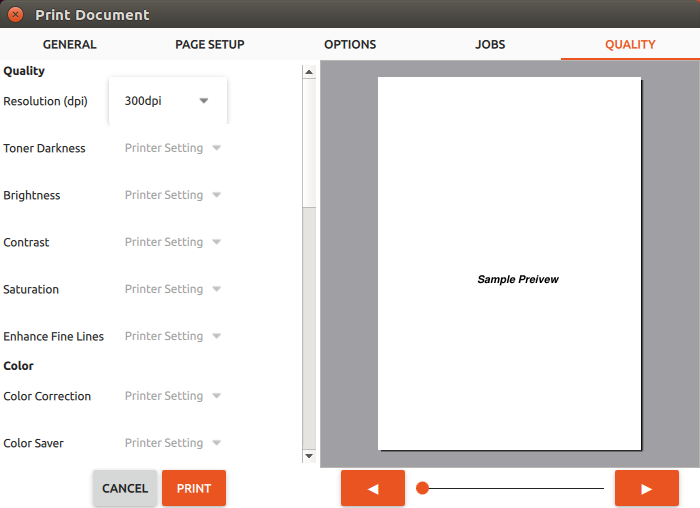 Print Document
GENERAL PAGE SETUP OPTIONS JOBS QUALITY
Quality
Resolution (dpi) 300dpi
Toner Darkness Printer Setting
Brightness Printer Setting
Contrast Printer Setting
Saturation Printer Setting
Enhance Fine Lines Printer Setting
Color
Color Correction Printer Setting
Color Saver Printer Setting
Sample Preivew
CANCEL PRINT